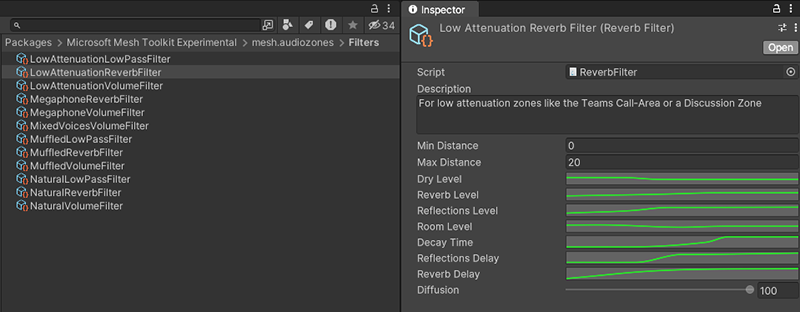 34
Packages > Microsoft Mesh Toolkit Experimental > mesh.audiozones > Filters
LowAttenuationLowPassFilter
LowAttenuationReverbFilter
LowAttenuationVolumeFilter
MegaphoneReverbFilter
MegaphoneVolumeFilter
MixedVoicesVolumeFilter
MuffledLowPassFilter
MuffledReverbFilter
MuffledVolumeFilter
NaturalLowPassFilter
NaturalReverbFilter
NaturalVolumeFilter
Inspector
Low Attenuation Reverb Filter (Reverb Filter)
Open
Script ReverbFilter
Description
For low attenuation zones like the Teams Call-Area or a Discussion Zone
Min Distance 0
Max Distance 20
Dry Level
Reverb Level
Reflections Level
Room Level
Decay Time
Reflections Delay
Reverb Delay
Diffusion 100